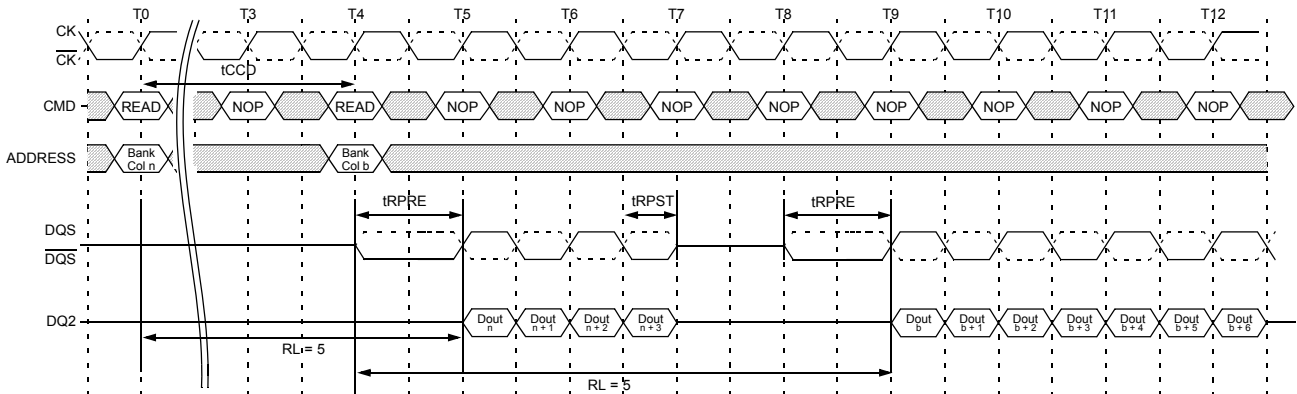 T0 T3 T4 T5 T6 T7 T8 T9 T10 T11 T12
CK
CK
tCCD
CMD READ NOP READ NOP NOP NOP NOP NOP NOP NOP NOP
ADDRESS Bank Col n Bank Col b
tRPRE tRPST tRPRE
DQS
DQS
DQ2 Dout n Dout n + 1 Dout n + 2 Dout n + 3 Dout b Dout b + 1 Dout b + 2 Dout b + 3 Dout b + 4 Dout b + 5 Dout b + 6
RL = 5
RL = 5